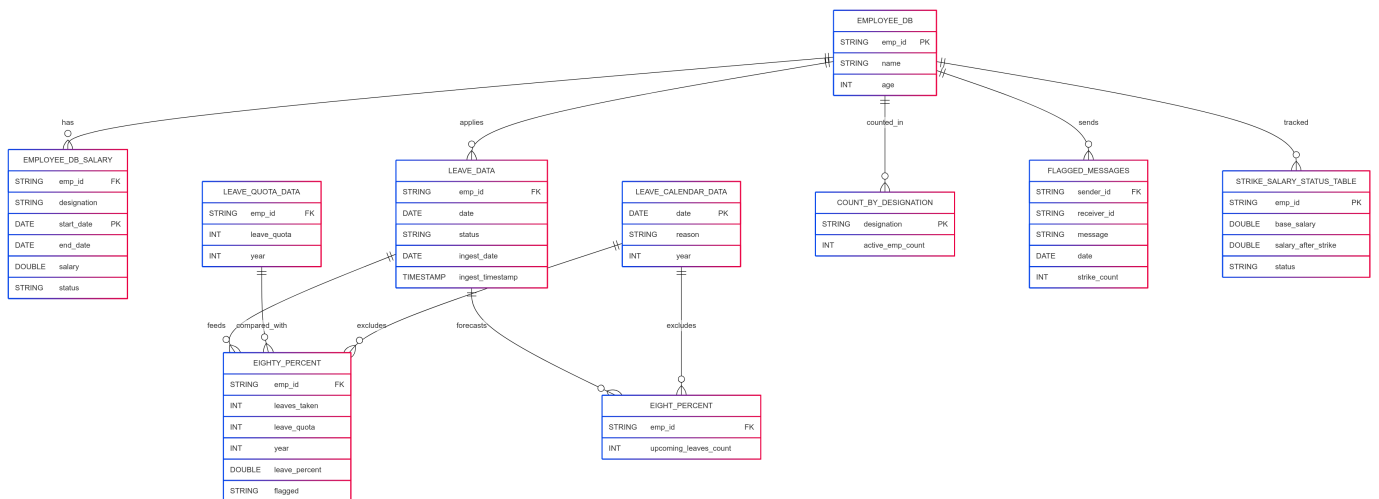 EMPLOYEE_DB
STRING emp_id PK
STRING name
INT age
has
applies
counted_in
sends
tracked
EMPLOYEE_DB_SALARY
STRING emp_id FK
STRING designation
DATE start_date PK
DATE end_date
DOUBLE salary
STRING status
LEAVE_QUOTA_DATA
STRING emp_id FK
INT leave_quota
INT year
LEAVE_DATA
STRING emp_id FK
DATE date
STRING status
DATE ingest_date
TIMESTAMP ingest_timestamp
LEAVE_CALENDAR_DATA
DATE date PK
STRING reason
INT year
COUNT_BY_DESIGNATION
STRING designation PK
INT active_emp_count
FLAGGED_MESSAGES
STRING sender_id FK
STRING receiver_id
STRING message
DATE date
INT strike_count
STRIKE_SALARY_STATUS_TABLE
STRING emp_id PK
DOUBLE base_salary
DOUBLE salary_after_strike
STRING status
feeds
compared_with
excludes
forecasts
excludes
EIGHTY_PERCENT
STRING emp_id FK
INT leaves_taken
INT leave_quota
INT year
DOUBLE leave_percent
STRING flagged
EIGHT_PERCENT
STRING emp_id FK
INT upcoming_leaves_count